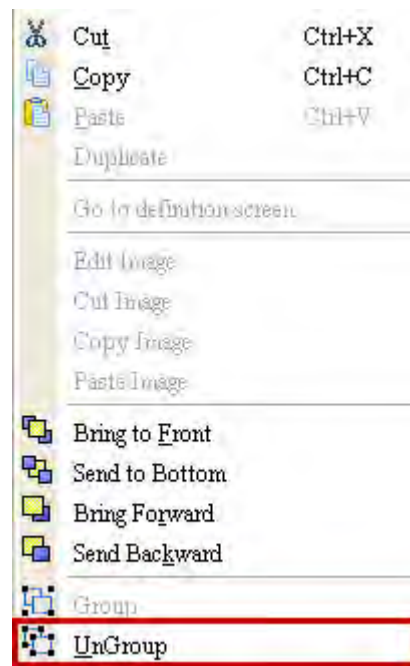 Cut Ctrl+X
Copy Ctrl+C
Paste Ctrl+V
Duplicate
Go to definition screen
Edit Image
Cut Image
Copy Image
Paste Image
Bring to Front
Send to Bottom
Bring Forward
Send Backward
Group
UnGroup